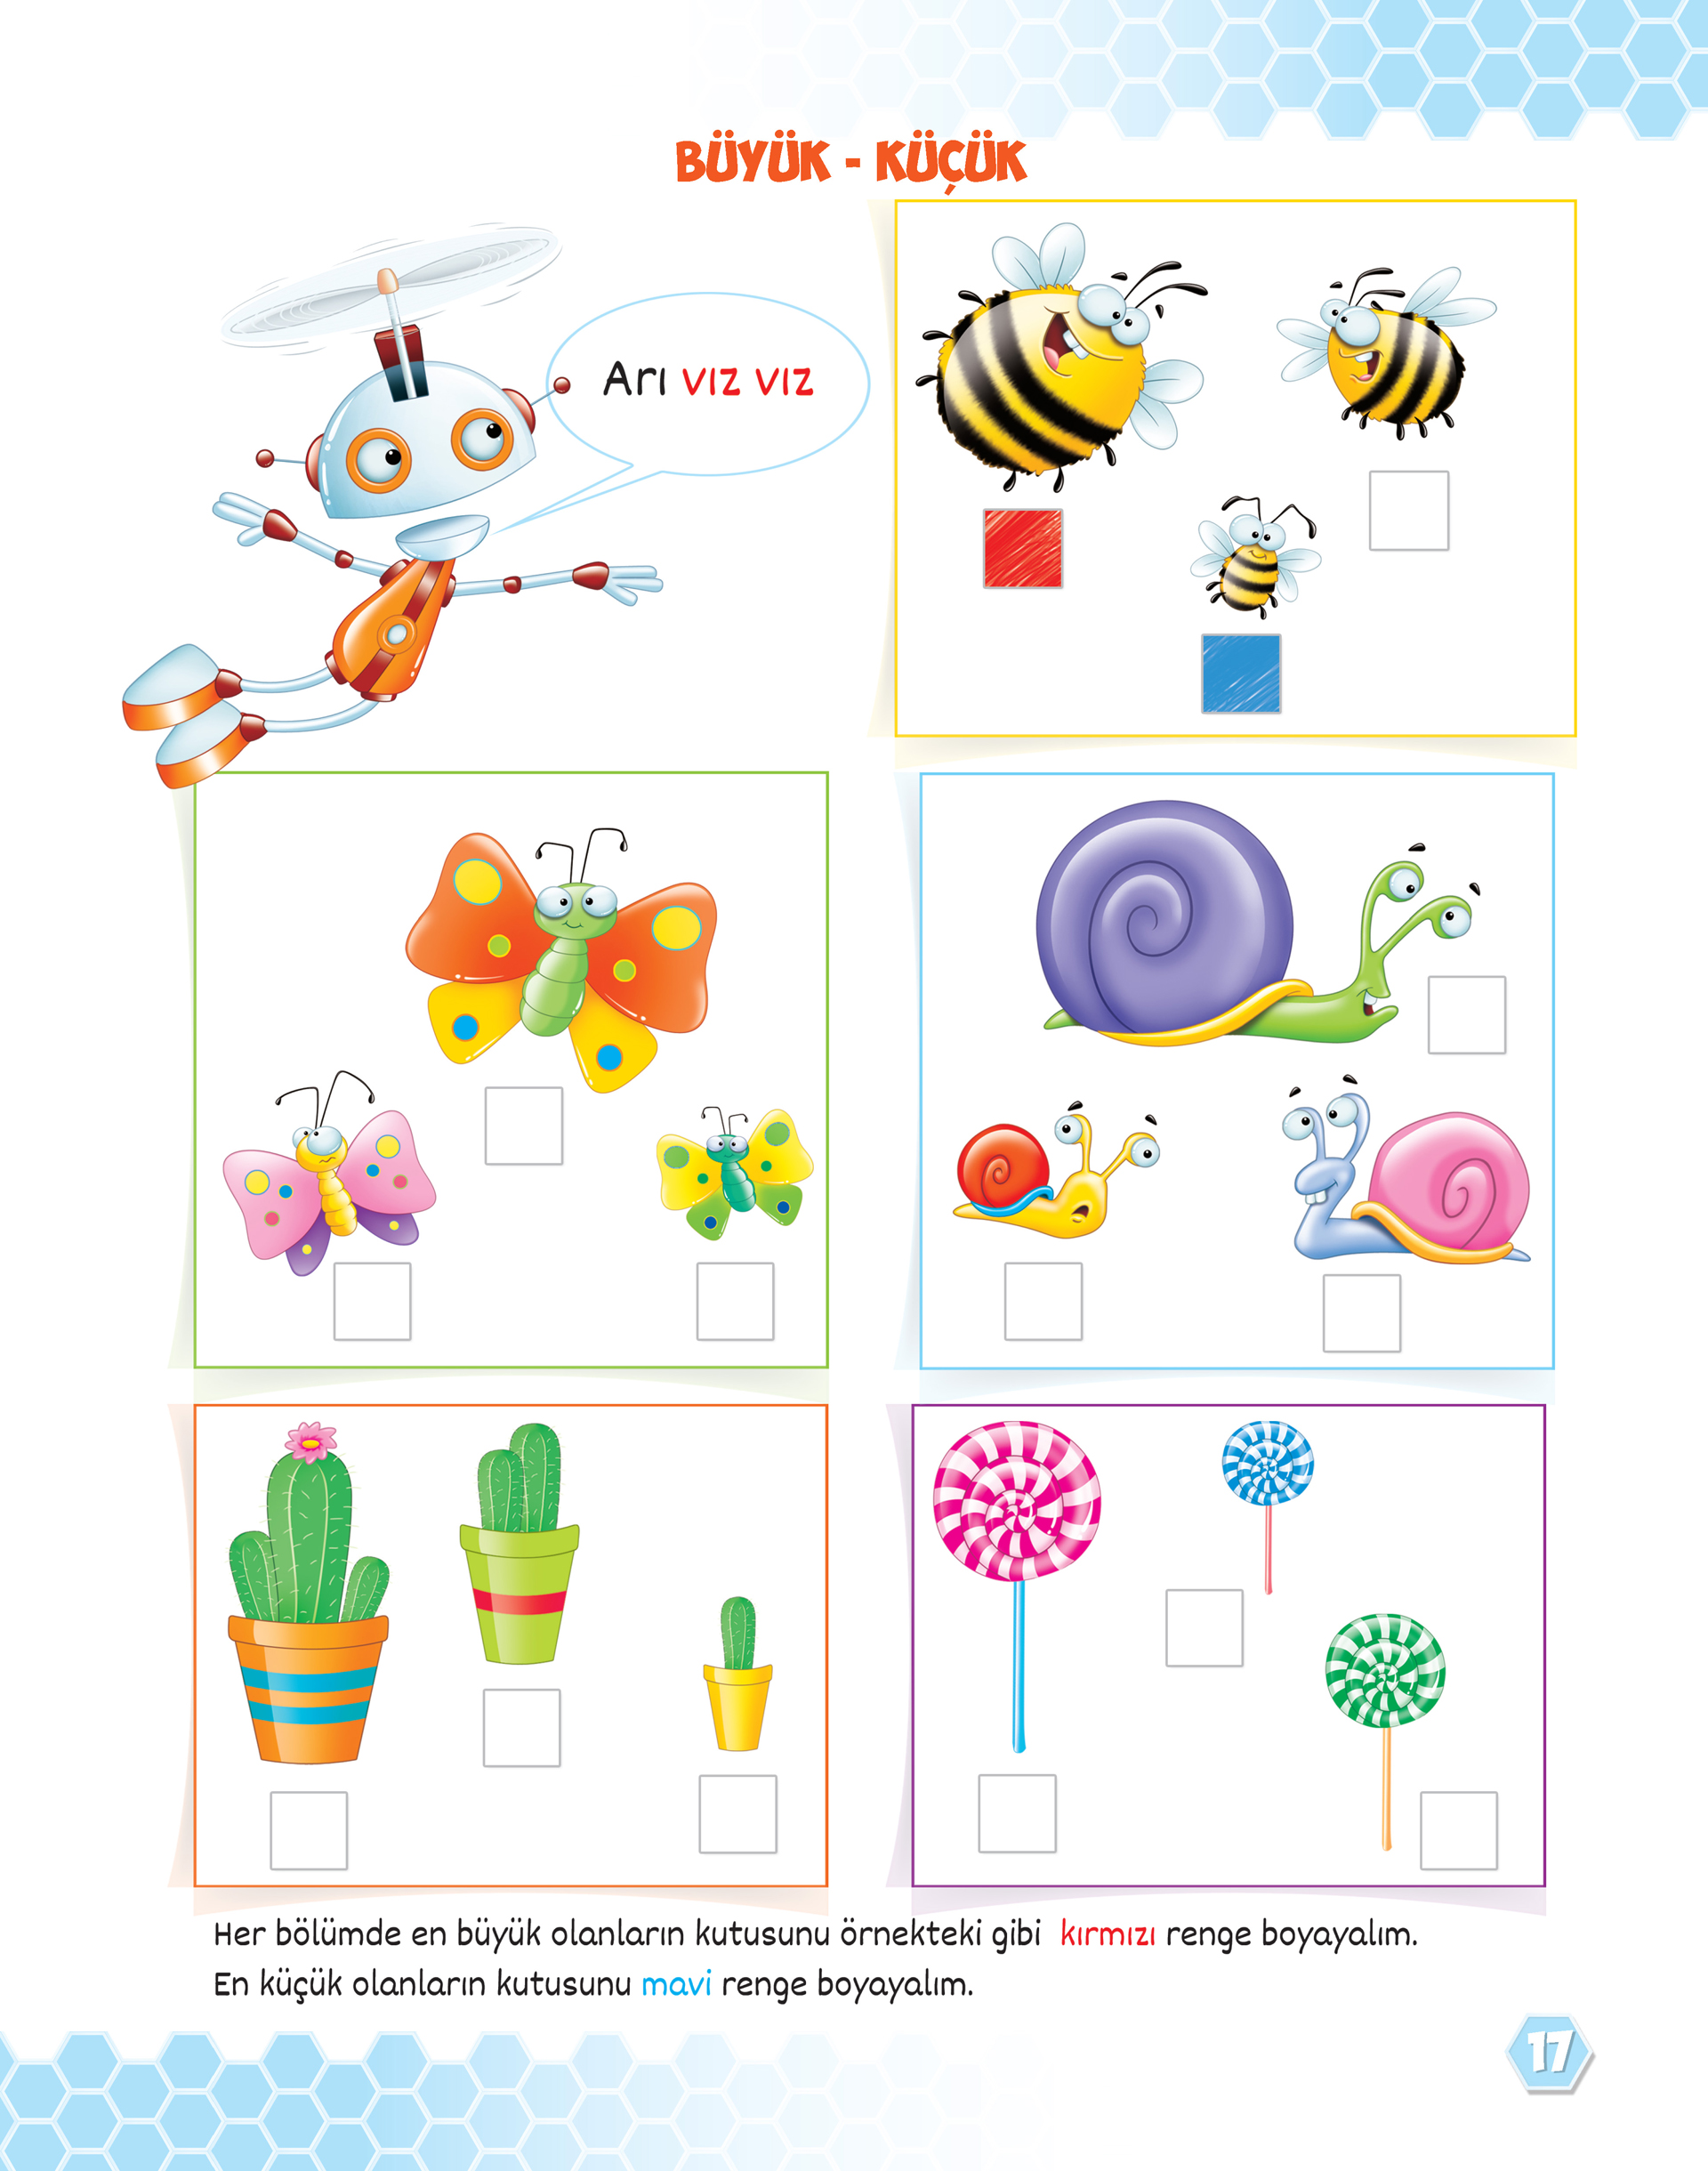 BÜYÜK - KÜÇÜK
Arı vız vız
Her bölümde en büyük olanların kutusunu örnekteki gibi kırmızı renge boyayalım.
En küçük olanların kutusunu mavi renge boyayalım.
17